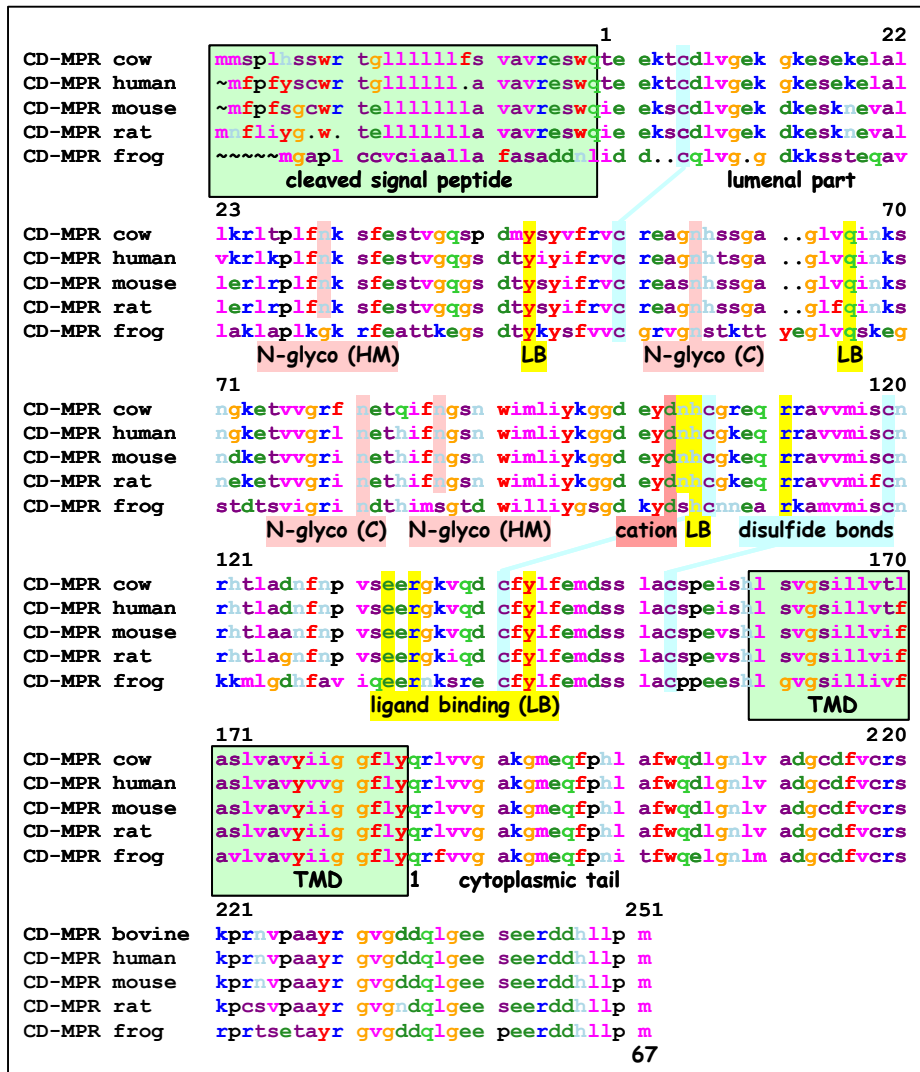 1 22
CD-MPR cow mmsplhsswr tglllllllfs vavreswqte ektcdlvgek gkesekelal
CD-MPR human ~mfpfyscwr tgllllll.a vavreswqte ektcdlvgek gkesekelal
CD-MPR mouse ~mfpfsgcwr tellllllla vavreswqie ekscdlvgek dkeskneval
CD-MPR rat mnfliyg.w. tellllllla vavreswqie ekscdlvgek dkeskneval
CD-MPR frog ~~~~~mgapl ccvciaalla fasaddnlid d..cqlvg.g dkkssteqav
cleaved signal peptide lumenal part
23 70
CD-MPR cow lkrltplfnk sfestvgqsp dmysyvfrvc reagnhssga ..glvqinks
CD-MPR human vkrlkplfnk sfestvgqgs dtyiyifrvc reagnhtsga ..glvqinks
CD-MPR mouse lerlrplfnk sfestvgqgs dtysyifrvc reasnhssga ..glvqinks
CD-MPR rat lerlrplfnk sfestvgqgs dtysyifrvc reasnhssga ..glfqinks
CD-MPR frog laklaplkgk rfeattkegs dtykysfvvc grvgnstktt yeglvqskeg
N-glyco (HM) LB N-glyco (C) LB
71 120
CD-MPR cow ngketvvgrf netqifngsn wimliykggd eydnhcgreq rravvmiscn
CD-MPR human ngketvvgrl nethifngsn wimliykggd eydnhcgkeq rravvmiscn
CD-MPR mouse ndketvvgri nethifngsn wimliykggd eydnhcgkeq rravvmiscn
CD-MPR rat neketvvgri nethifngsn wimliykggd eydnhcgkeq rravvmifcn
CD-MPR frog stdtsvigri ndthimsgtd williygsgd kydshcnnea rkamvmiscn
N-glyco (C) N-glyco (HM) cation LB disulfide bonds
121 170
CD-MPR cow rhtladnfnp vseergkvqd cfylfemdss lacspeishl svgsillvtl
CD-MPR human rhtladnfnp vseergkvqd cfylfemdss lacspeishl svgsillvtf
CD-MPR mouse rhtlaanfnp vseergkvqd cfylfemdss lacspevshl svgsillvif
CD-MPR rat rhtlagnfnp vseergkiqd cfylfemdss lacspevshl svgsillvif
CD-MPR frog kkmlgdhfav iqeernksre cfylfemdss lacppeeshl gvgsillivf
ligand binding (LB) TMD
171 220
CD-MPR cow aslvavyiig gflyqrlvvg akgmeqfphl afwqdlgnlv adgcdfvcrs
CD-MPR human aslvavyvvg gflyqrlvvg akgmeqfphl afwqdlgnlv adgcdfvcrs
CD-MPR mouse aslvavyiig gflyqrlvvg akgmeqfphl afwqdlgnlv adgcdfvcrs
CD-MPR rat aslvavyiig gflyqrlvvg akgmeqfphl afwqdlgnlv adgcdfvcrs
CD-MPR frog avlvavyiig gflyqrfvvg akgmeqfpni tfwqelgnlm adgcdfvcrs
TMD 1 cytoplasmic tail
221 251
CD-MPR bovine kprnvpaayr gvgddqlgee seerddhllp m
CD-MPR human kprnvpaayr gvgddqlgee seerddhllp m
CD-MPR mouse kprnvpaayr gvgddqlgee seerddhllp m
CD-MPR rat kpcsvpaayr gvgndqlgee seerddhllp m
CD-MPR frog rprtsetayr gvgddqlgee peerddhllp m
67